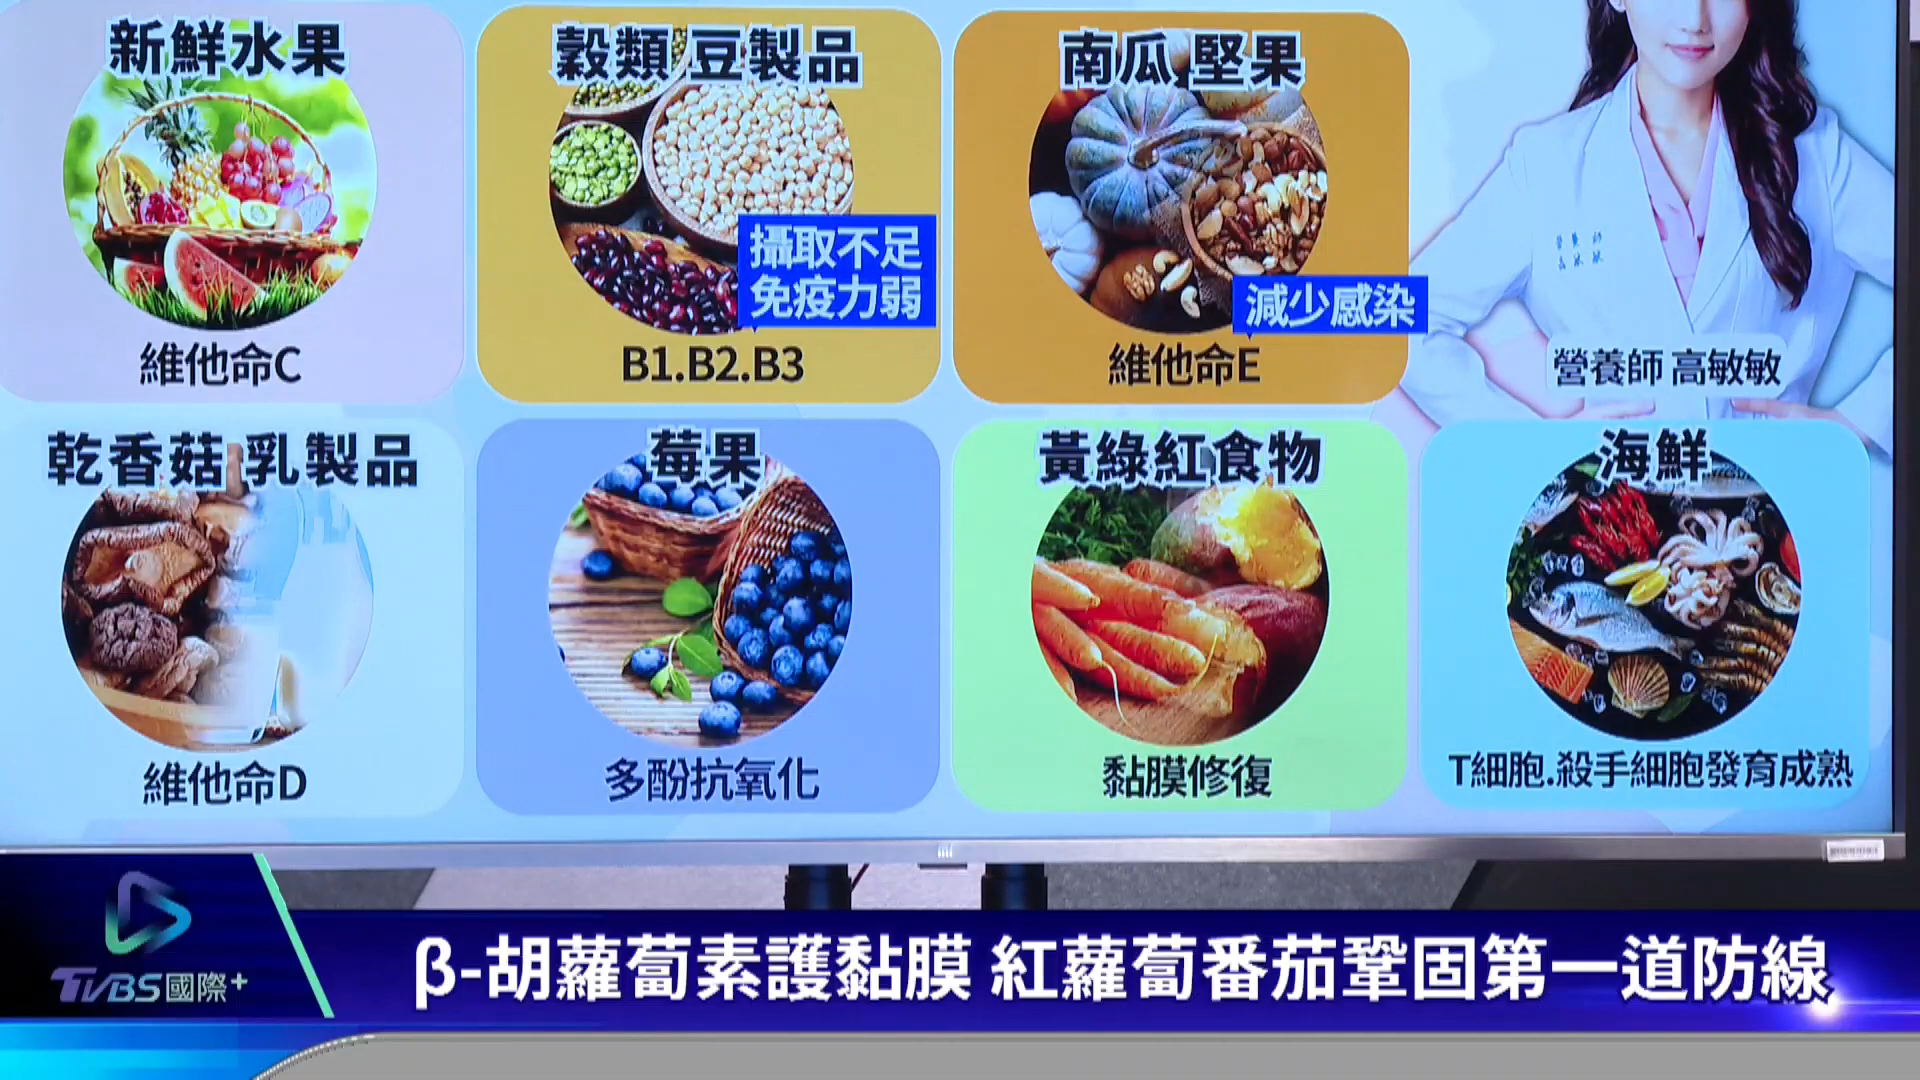 新鮮水果
維他命C
穀類 豆製品
攝取不足
免疫力弱
B1.B2.B3
南瓜 堅果
減少感染
維他命E
營養師 高敏敏
乾香菇 乳製品
維他命D
莓果
多酚抗氧化
黃綠紅食物
黏膜修復
海鮮
T細胞.殺手細胞發育成熟
TVBS國際+
β-胡蘿蔔素護黏膜 紅蘿蔔番茄鞏固第一道防線